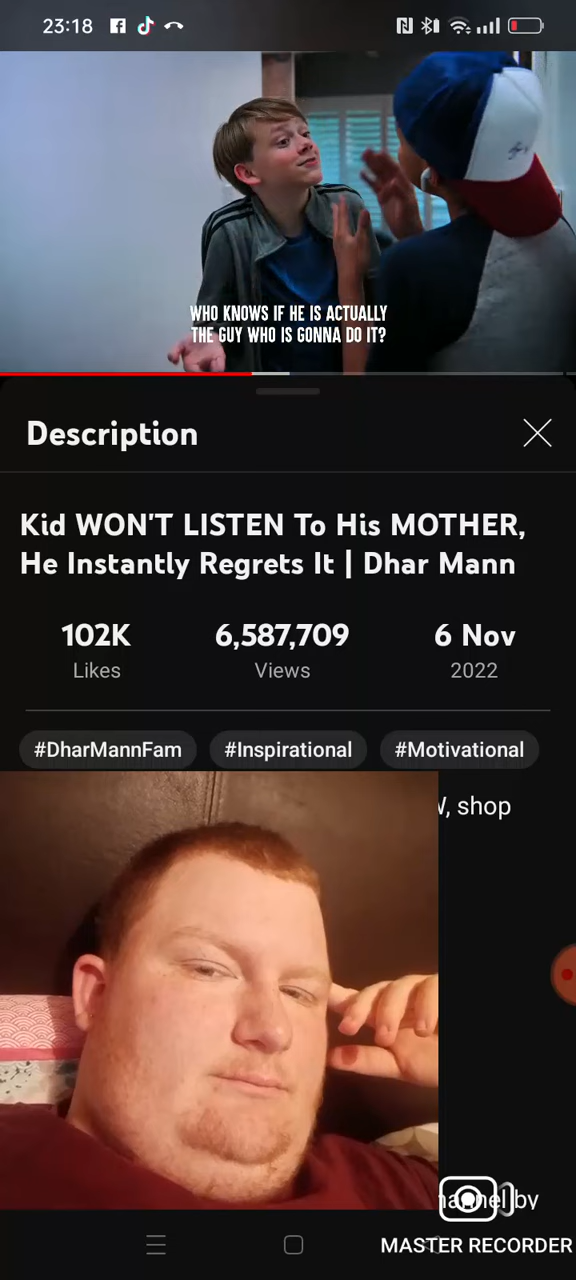 23:18
WHO KNOWS IF HE IS ACTUALLY
THE GUY WHO IS GONNA DO IT?
Description
Kid WON'T LISTEN To His MOTHER,
He Instantly Regrets It | Dhar Mann
102K 6,587,709 6 Nov
Likes Views 2022
#DharMannFam #Inspirational #Motivational
shop
by
MASTER RECORDER